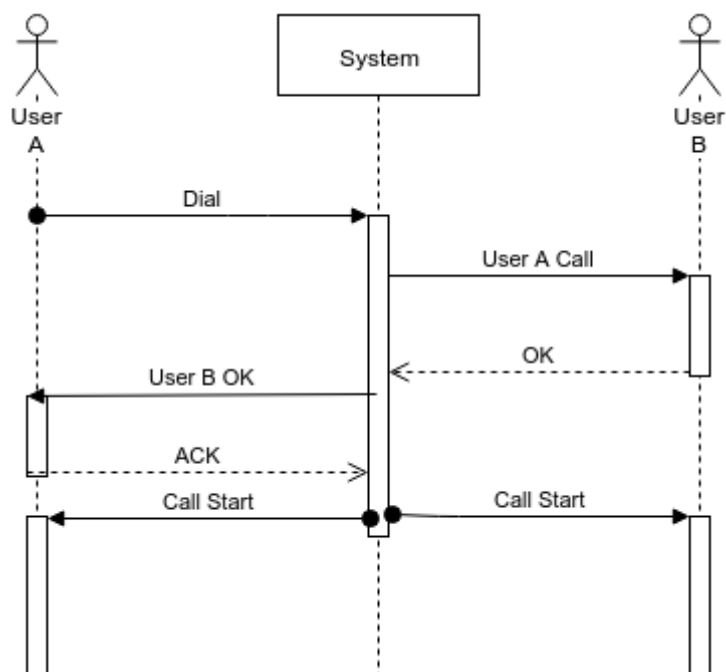 System
User
A
User
B
Dial
User A Call
OK
User B OK
ACK
Call Start
Call Start